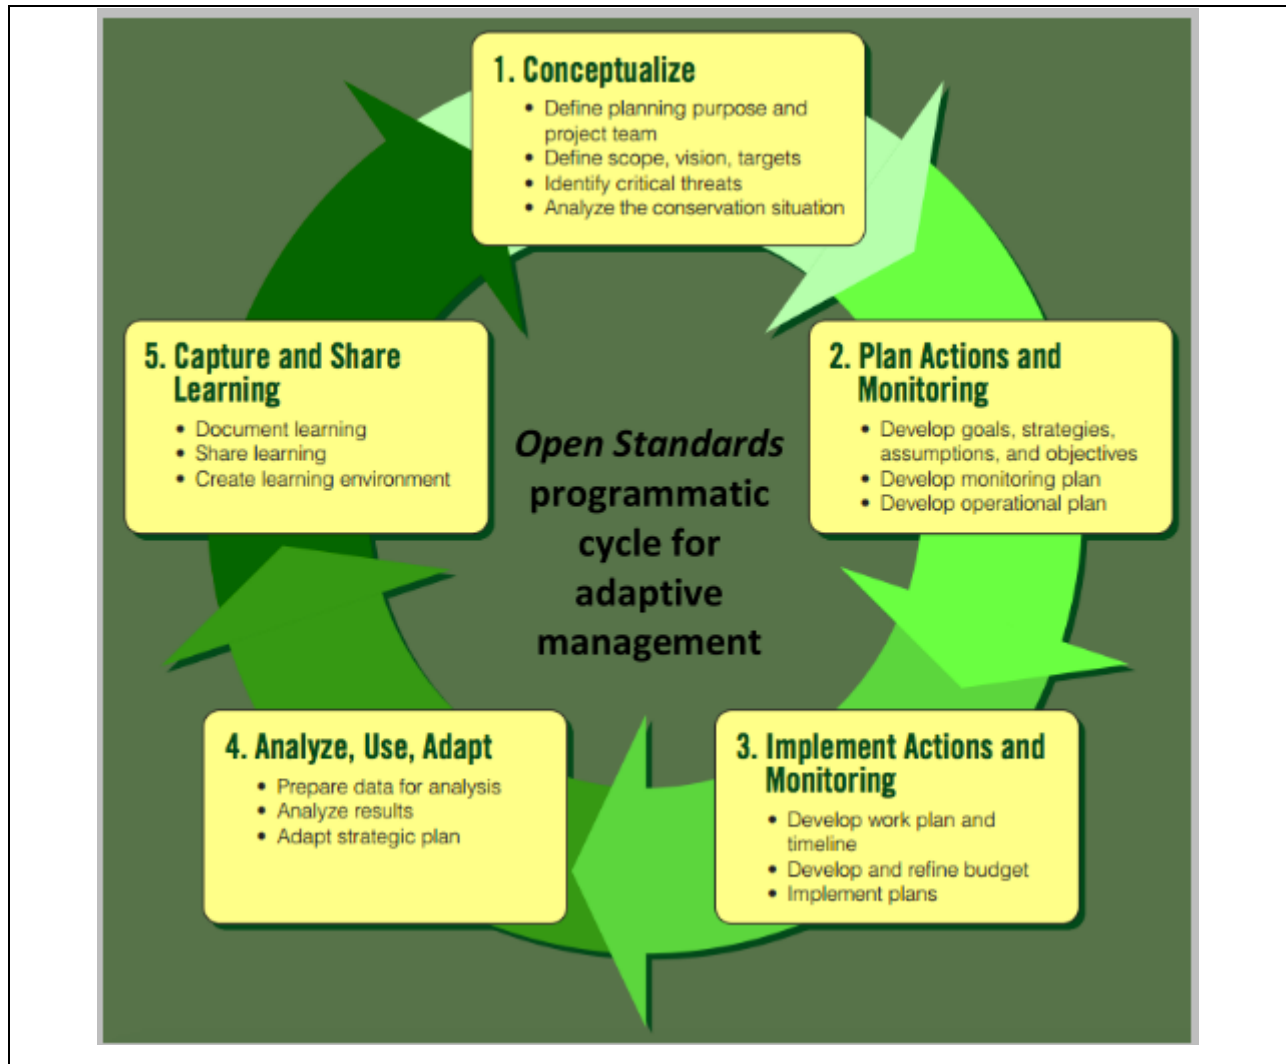 1. Conceptualize
• Define planning purpose and
project team
• Define scope, vision, targets
• Identify critical threats
• Analyze the conservation situation
2. Plan Actions and
Monitoring
• Develop goals, strategies,
assumptions, and objectives
• Develop monitoring plan
• Develop operational plan
3. Implement Actions and
Monitoring
• Develop work plan and
timeline
• Develop and refine budget
• Implement plans
4. Analyze, Use, Adapt
• Prepare data for analysis
• Analyze results
• Adapt strategic plan
5. Capture and Share
Learning
• Document learning
• Share learning
• Create learning environment
Open Standards
programmatic
cycle for
adaptive
management